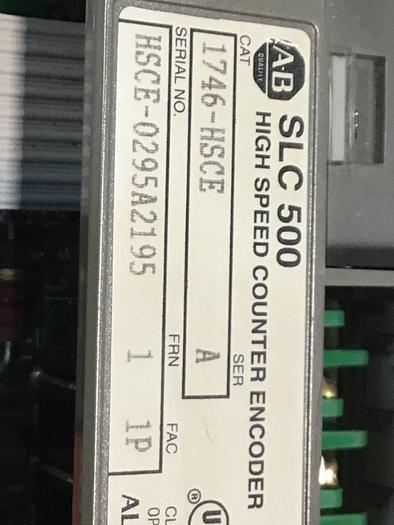 A-B
QUALITY
SLC 500
HIGH SPEED COUNTER ENCODER
CAT SER
1746-HSCE A
SERIAL NO. FRN FAC
HSCE-0295A2195 1 1P